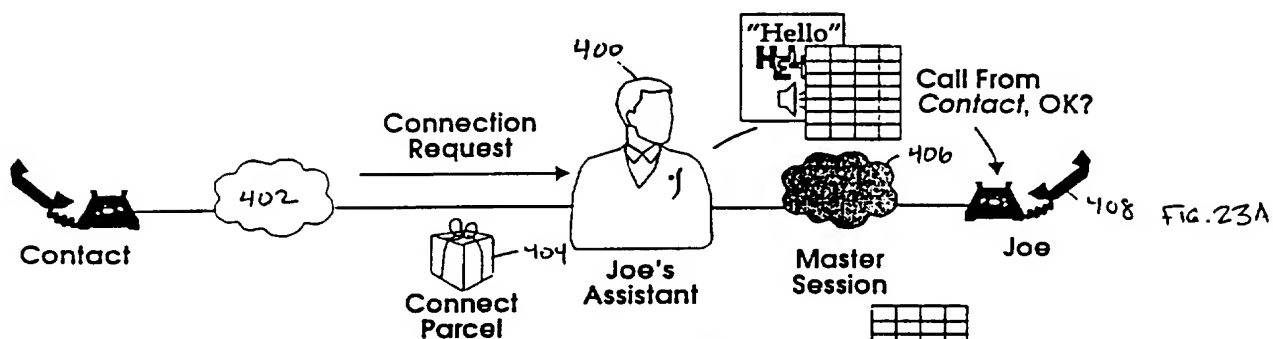 "Hello"
400
Call From
Contact, OK?
Connection
Request
406
402
408
FIG. 23A
404
Contact
Joe's
Assistant
Master
Session
Joe
Connect
Parcel